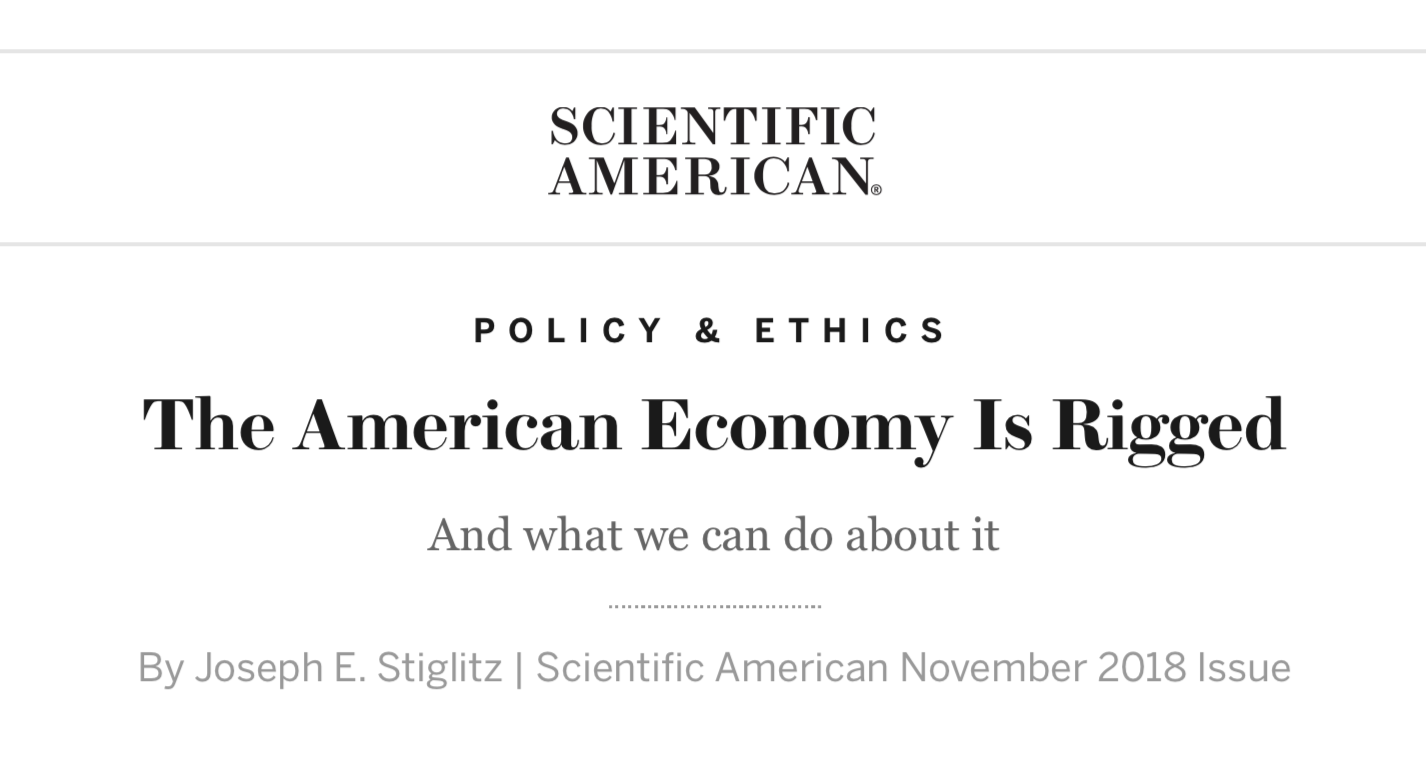 SCIENTIFIC
AMERICAN®
POLICY & ETHICS
The American Economy Is Rigged
And what we can do about it
By Joseph E. Stiglitz | Scientific American November 2018 Issue